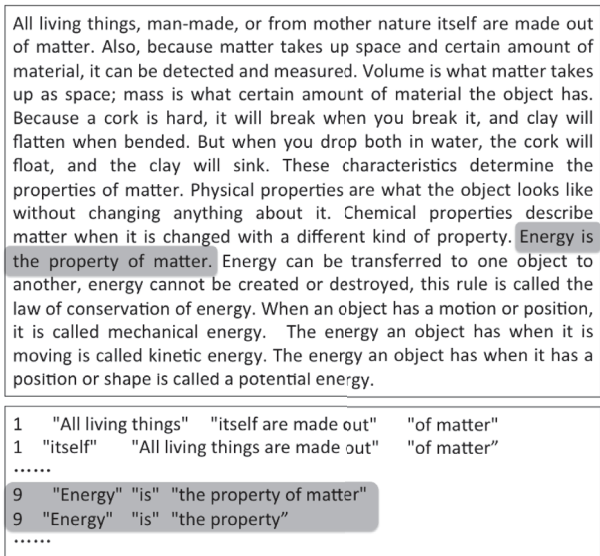 All living things, man-made, or from mother nature itself are made out
of matter. Also, because matter takes up space and certain amount of
material, it can be detected and measured. Volume is what matter takes
up as space; mass is what certain amount of material the object has.
Because a cork is hard, it will break when you break it, and clay will
flatten when bended. But when you drop both in water, the cork will
float, and the clay will sink. These characteristics determine the
properties of matter. Physical properties are what the object looks like
without changing anything about it. Chemical properties describe
matter when it is changed with a different kind of property. Energy is
the property of matter. Energy can be transferred to one object to
another, energy cannot be created or destroyed, this rule is called the
law of conservation of energy. When an object has a motion or position,
it is called mechanical energy. The energy an object has when it is
moving is called kinetic energy. The energy an object has when it has a
position or shape is called a potential energy.
1 "All living things" "itself are made out" "of matter"
1 "itself" "All living things are made out" "of matter”
......
9 "Energy" "is" "the property of matter"
9 "Energy" "is" "the property”
......